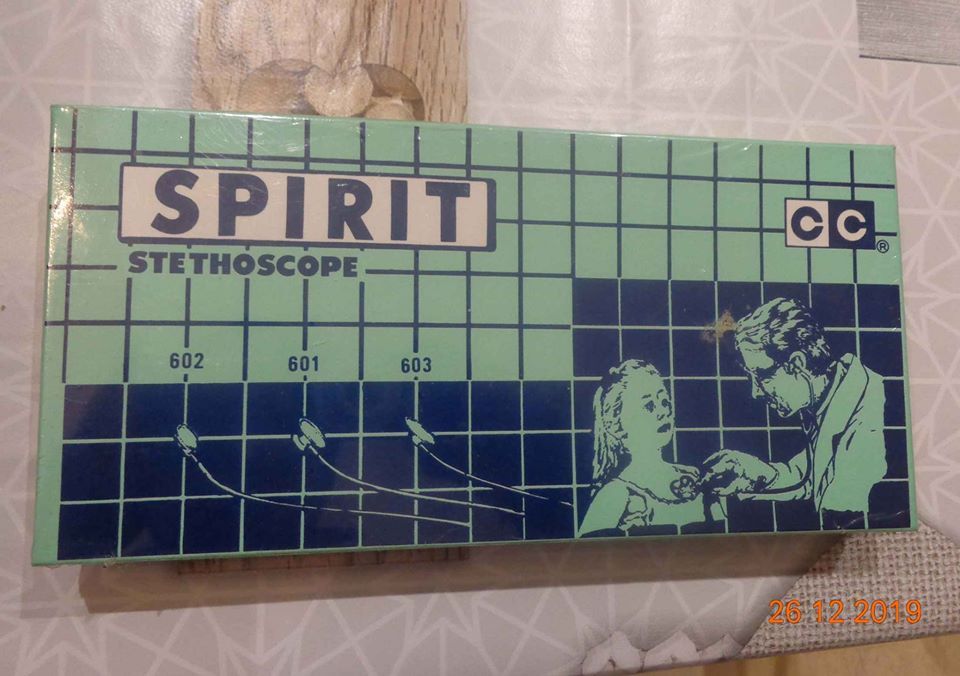 SPIRIT
CC®
STETHOSCOPE
602 601 603
26 12 2019